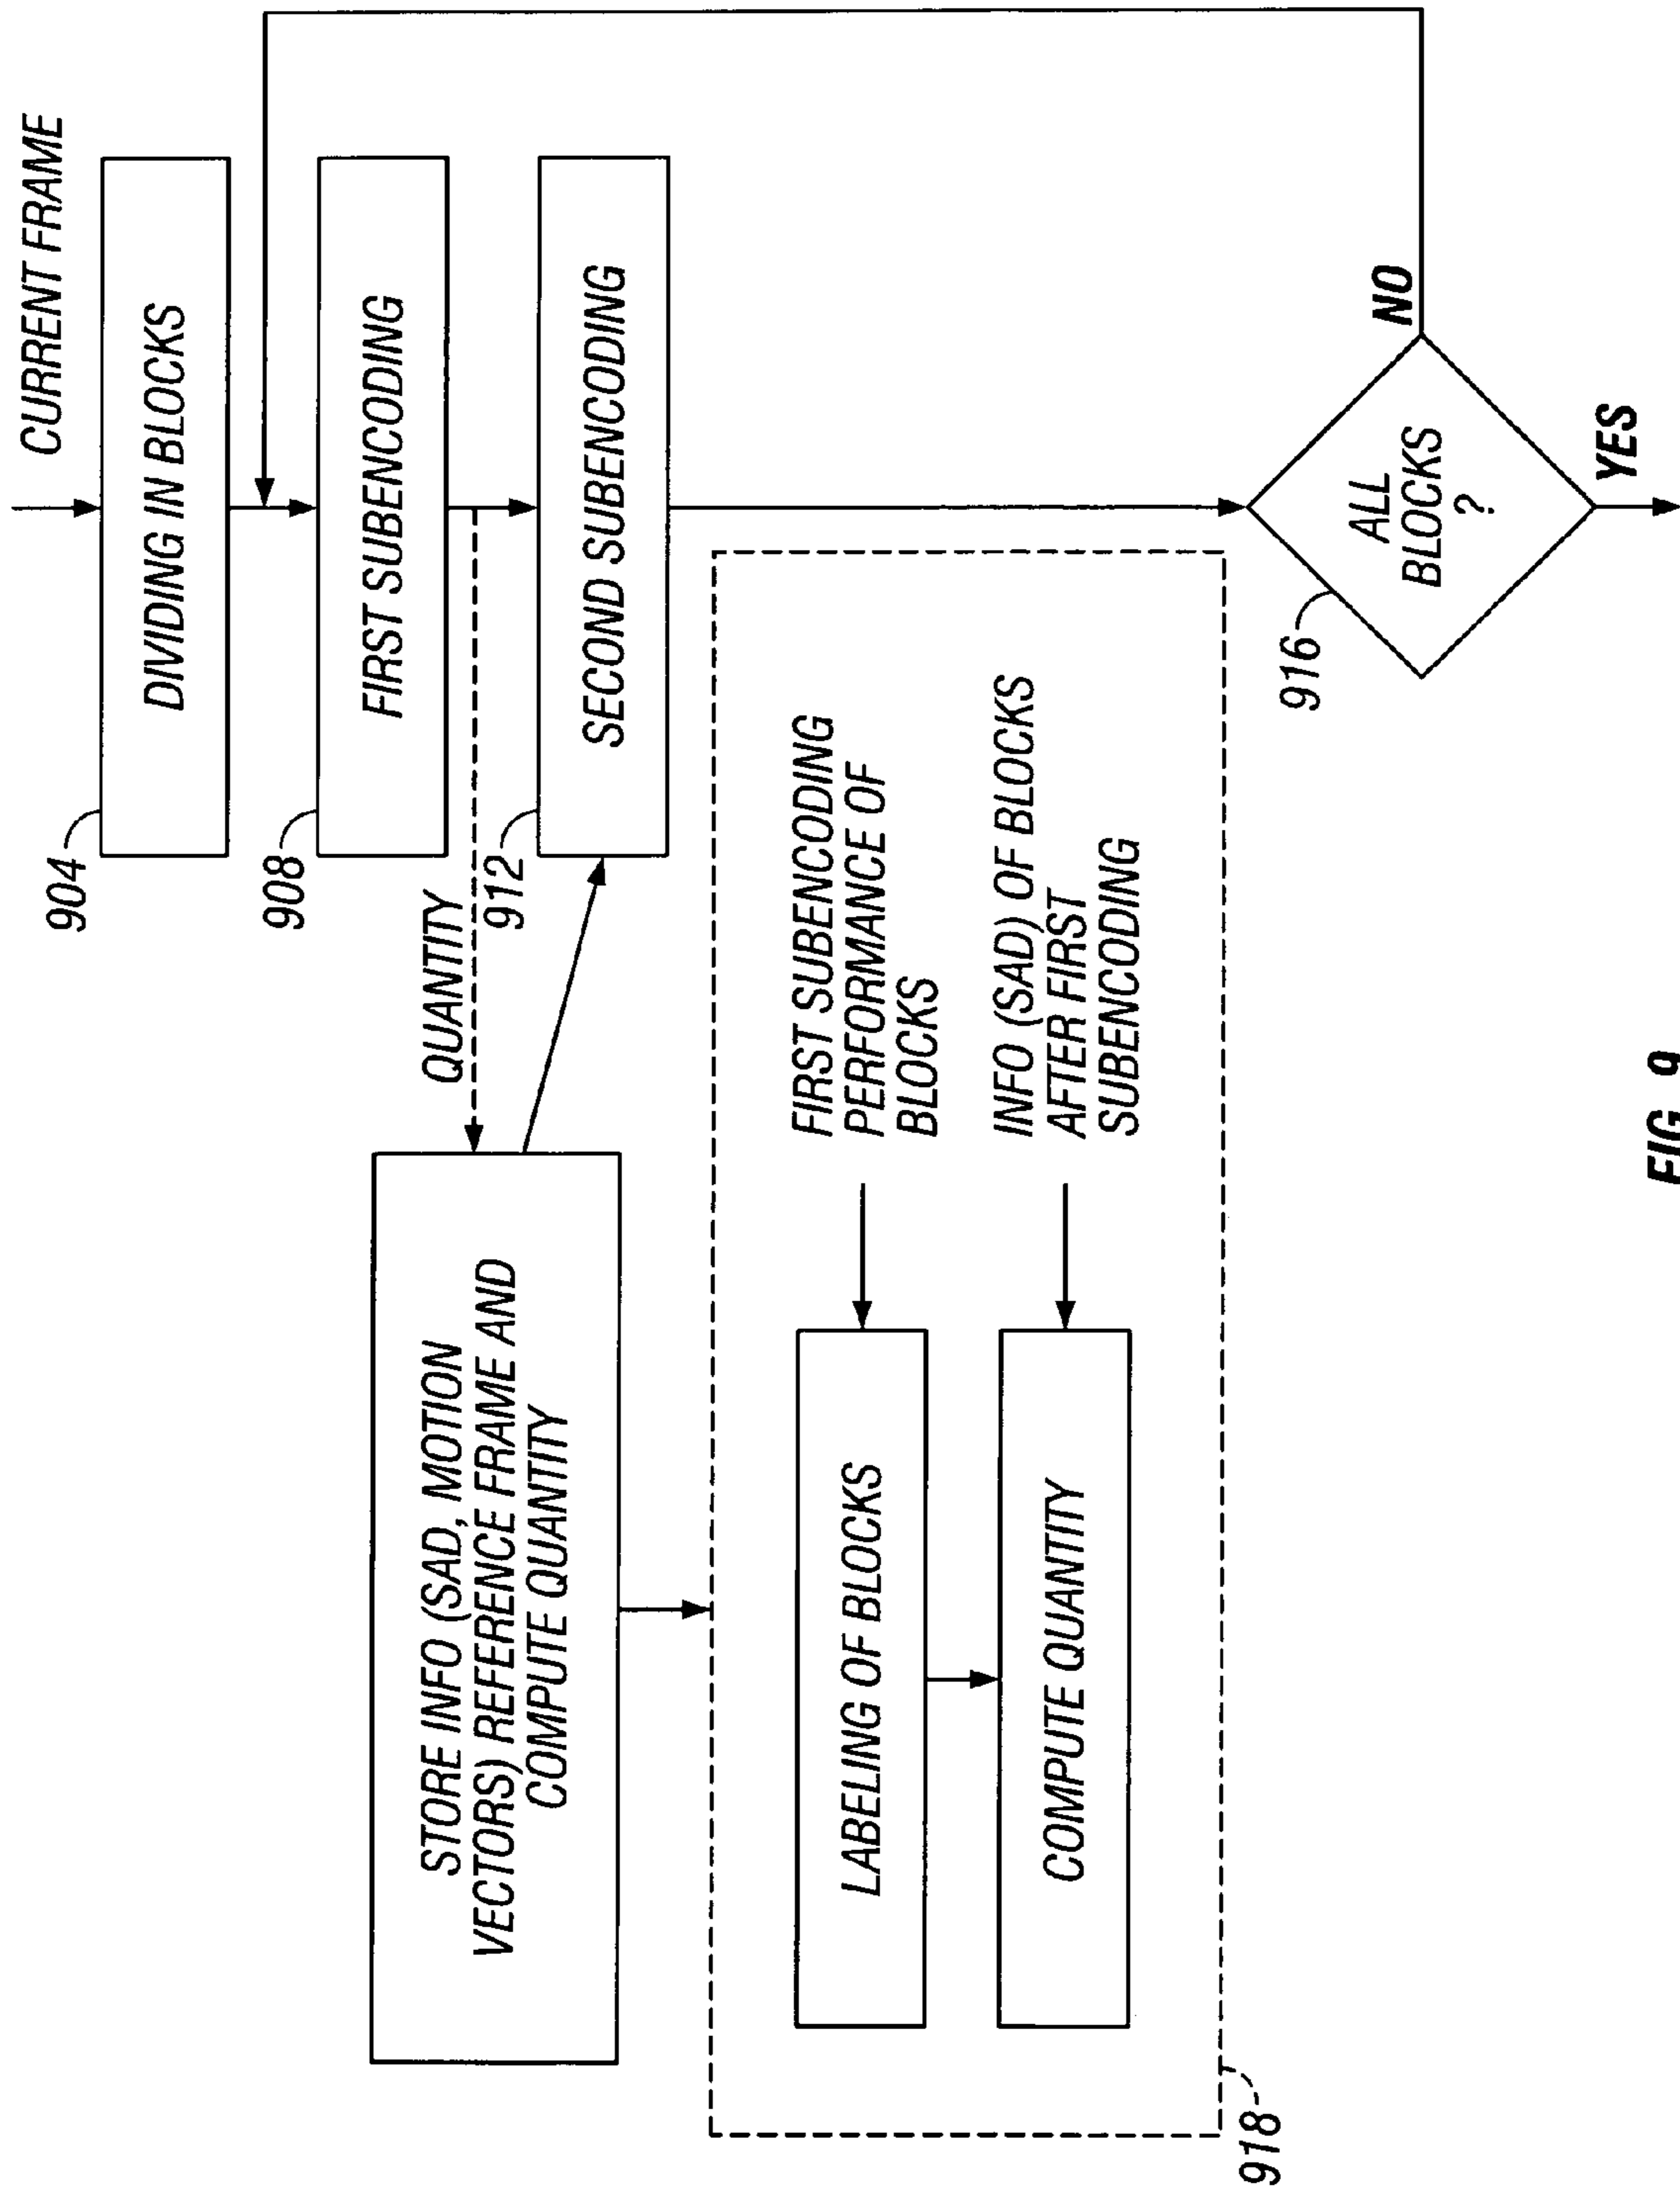 CURRENT FRAME
904
DIVIDING IN BLOCKS
908
FIRST SUBENCODING
QUANTITY
912
SECOND SUBENCODING
STORE INFO (SAD, MOTION
VECTORS) REFERENCE FRAME AND
COMPUTE QUANTITY
FIRST SUBENCODING
PERFORMANCE OF
BLOCKS
LABELING OF BLOCKS
INFO (SAD) OF BLOCKS
AFTER FIRST
SUBENCODING
COMPUTE QUANTITY
918
916
ALL
BLOCKS
?
NO
YES
FIG. 9